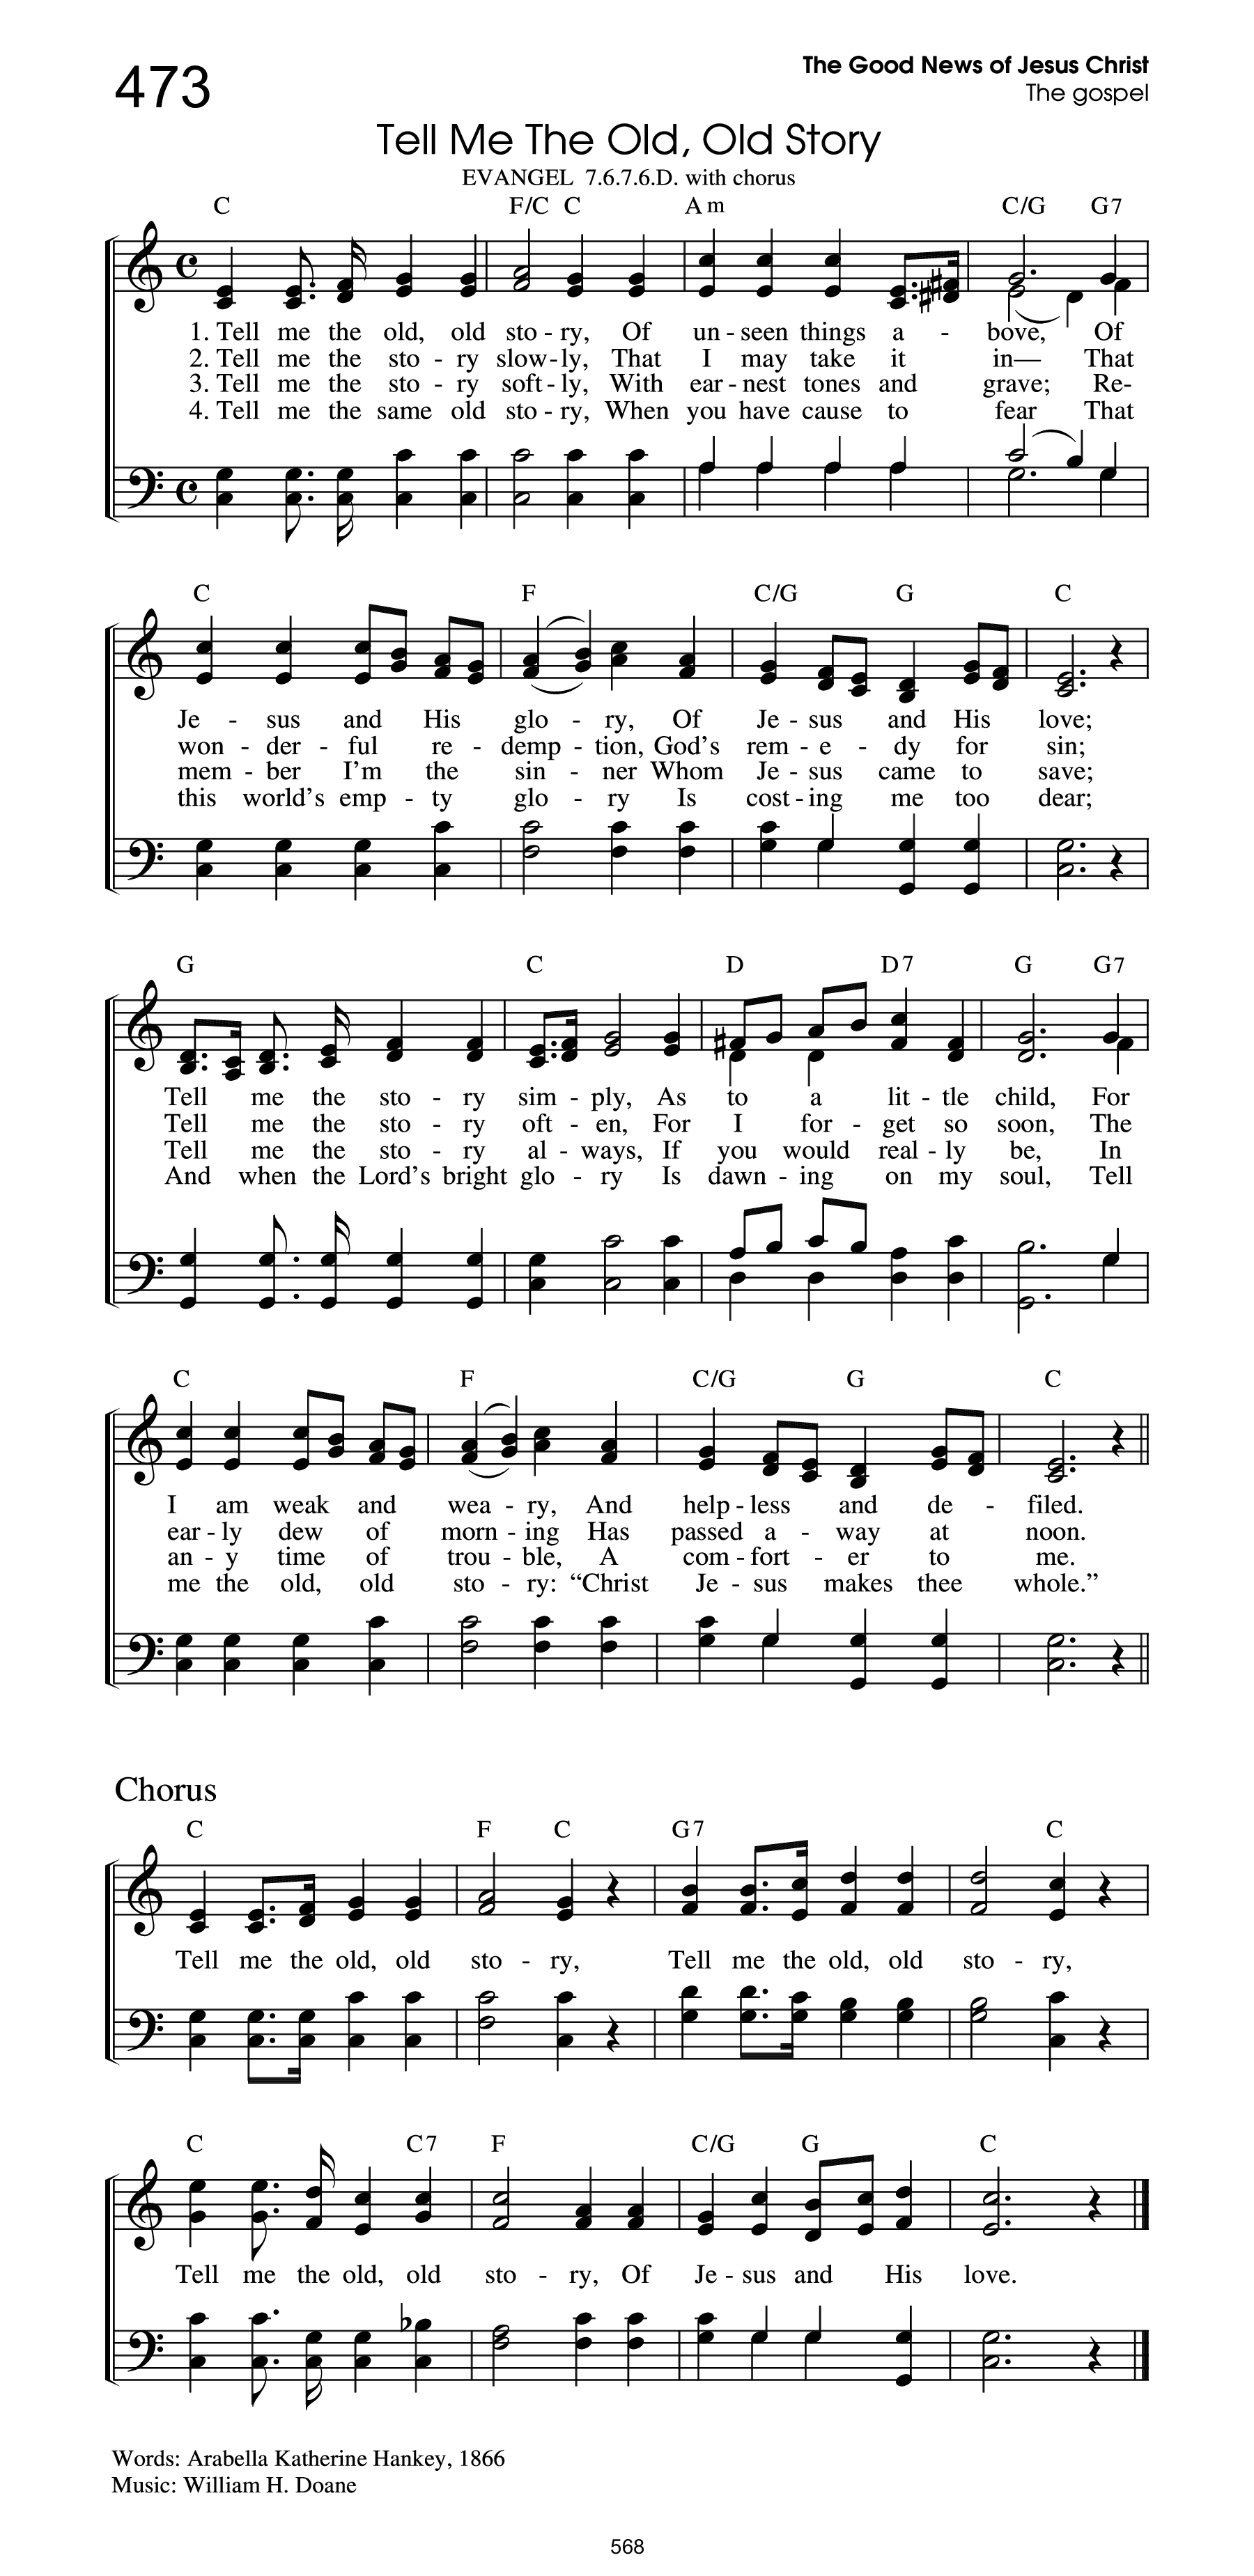 473
The Good News of Jesus Christ
The gospel
Tell Me The Old, Old Story
EVANGEL 7.6.7.6.D. with chorus
C F/C C Am C/G G7
1. Tell me the old, old sto - ry, Of un - seen things a - bove, Of
2. Tell me the sto - ry slow - ly, That I may take it in— That
3. Tell me the sto - ry soft - ly, With ear - nest tones and grave; Re-
4. Tell me the same old sto - ry, When you have cause to fear That
C F C/G G C
Je - sus and His glo - ry, Of Je - sus and His love;
won - der - ful re - demp - tion, God's rem - e - dy for sin;
mem - ber I'm the sin - ner Whom Je - sus came to save;
this world's emp - ty glo - ry Is cost - ing me too dear;
G C D D7 G G7
Tell me the sto - ry sim - ply, As to a lit - tle child, For
Tell me the sto - ry oft - en, For I for - get so soon, The
Tell me the sto - ry al - ways, If you would real - ly be, In
And when the Lord's bright glo - ry Is dawn - ing on my soul, Tell
C F C/G G C
I am weak and wea - ry, And help - less and de - filed.
ear - ly dew of morn - ing Has passed a - way at noon.
an - y time of trou - ble, A com - fort - er to me.
me the old, old sto - ry: “Christ Je - sus makes thee whole.”
Chorus
C F C G7 C
Tell me the old, old sto - ry, Tell me the old, old sto - ry,
C C7 F C/G G C
Tell me the old, old sto - ry, Of Je - sus and His love.
Words: Arabella Katherine Hankey, 1866
Music: William H. Doane
568